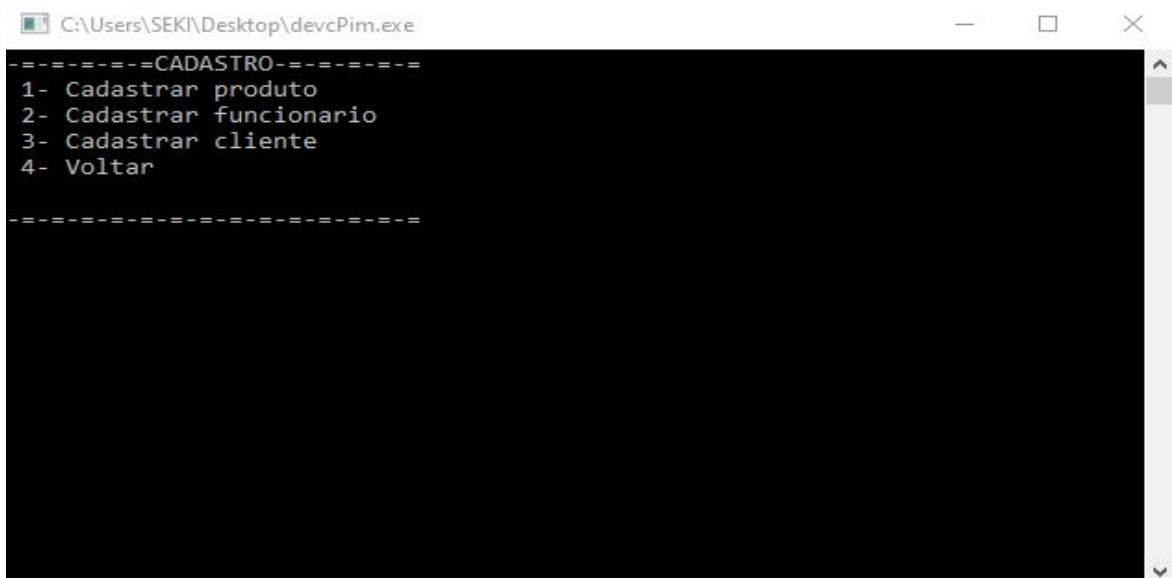 C:\Users\SEKI\Desktop\devcPim.exe
-=-=-=-=-=CADASTRO-=-=-=-=-=
1- Cadastrar produto
2- Cadastrar funcionario
3- Cadastrar cliente
4- Voltar
-=-=-=-=-=-=-=-=-=-=-=-=-=-=